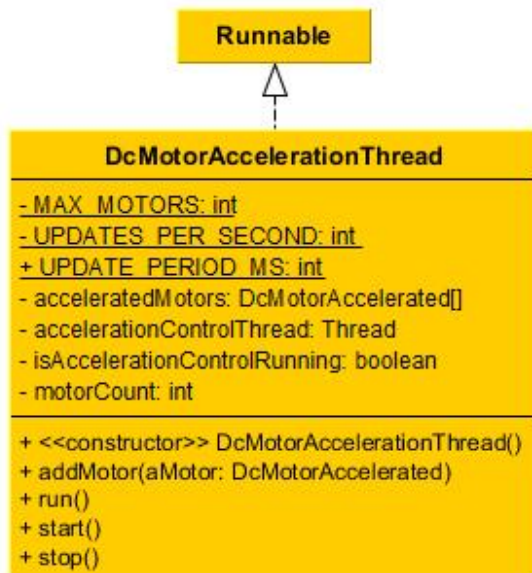 Runnable
DcMotorAccelerationThread
- MAX_MOTORS: int
- UPDATES_PER_SECOND: int
+ UPDATE_PERIOD_MS: int
- acceleratedMotors: DcMotorAccelerated[]
- accelerationControlThread: Thread
- isAccelerationControlRunning: boolean
- motorCount: int
+ <<constructor>> DcMotorAccelerationThread()
+ addMotor(aMotor: DcMotorAccelerated)
+ run()
+ start()
+ stop()